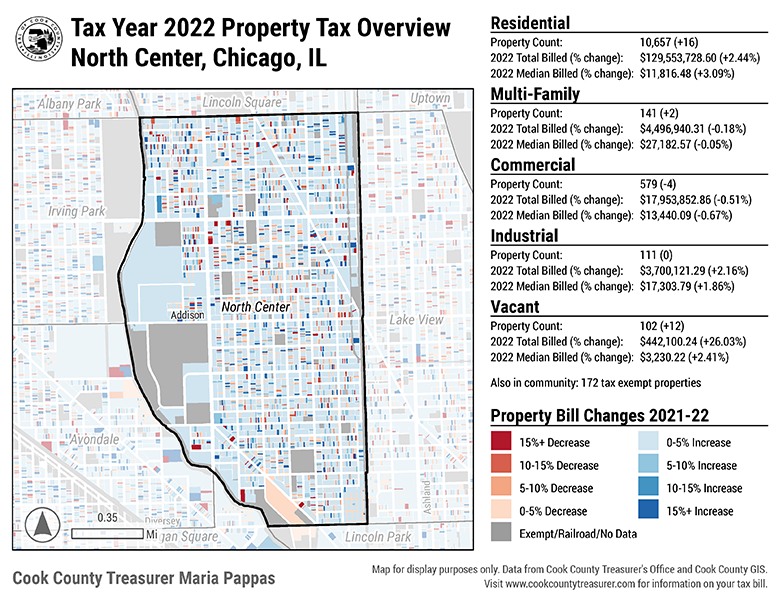 Tax Year 2022 Property Tax Overview
North Center, Chicago, IL
Albany Park
Lincoln Square
Uptown
Irving Park
North Center
Addison
Lake View
Avondale
Ashland
0.35
Mi
Diversey
gan Square
Lincoln Park
Cook County Treasurer Maria Pappas
Residential
Property Count: 10,657 (+16)
2022 Total Billed (% change): $129,553,728.60 (+2.44%)
2022 Median Billed (% change): $11,816.48 (+3.09%)
Multi-Family
Property Count: 141 (+2)
2022 Total Billed (% change): $4,496,940.31 (-0.18%)
2022 Median Billed (% change): $27,182.57 (-0.05%)
Commercial
Property Count: 579 (-4)
2022 Total Billed (% change): $17,953,852.86 (-0.51%)
2022 Median Billed (% change): $13,440.09 (-0.67%)
Industrial
Property Count: 111 (0)
2022 Total Billed (% change): $3,700,121.29 (+2.16%)
2022 Median Billed (% change): $17,303.79 (+1.86%)
Vacant
Property Count: 102 (+12)
2022 Total Billed (% change): $442,100.24 (+26.03%)
2022 Median Billed (% change): $3,230.22 (+2.41%)
Also in community: 172 tax exempt properties
Property Bill Changes 2021-22
15%+ Decrease
10-15% Decrease
5-10% Decrease
0-5% Decrease
Exempt/Railroad/No Data
0-5% Increase
5-10% Increase
10-15% Increase
15%+ Increase
Map for display purposes only. Data from Cook County Treasurer's Office and Cook County GIS.
Visit www.cookcountytreasurer.com for information on your tax bill.